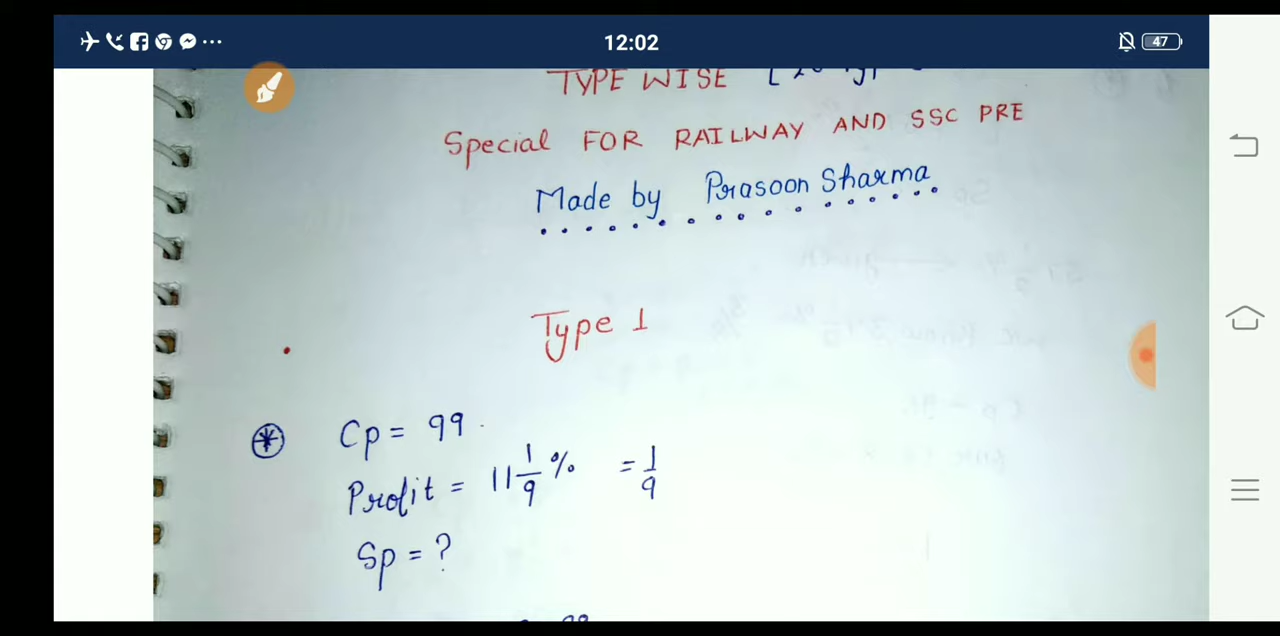 12:02
47
TYPE WISE
Special FOR RAILWAY AND SSC PRE
Made by Prasoon Sharma
Type 1
Cp = 99
Profit = 11 1/9 % = 1/9
Sp = ?